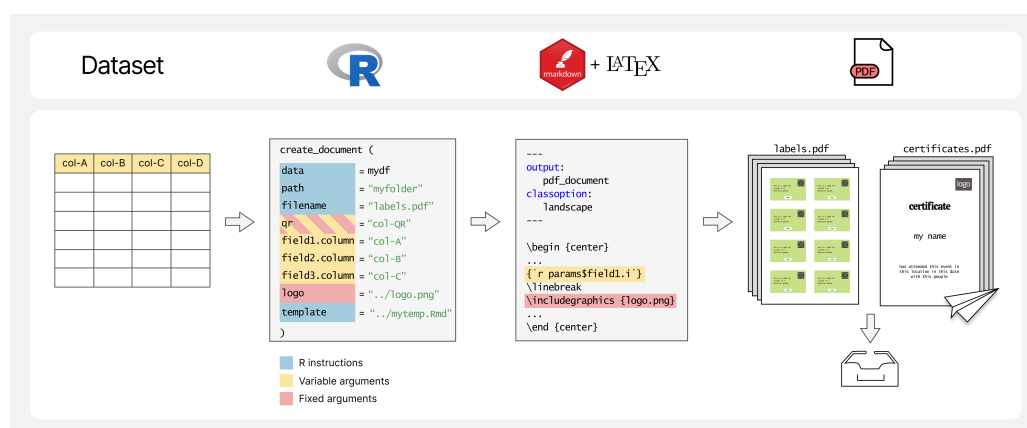 Dataset
R
rmarkdown
+ LATEX
PDF
col-A col-B col-C col-D
create_document (
data = mydf
path = “myfolder”
filename = “labels.pdf”
qr = “col-QR”
field1.column = “col-A”
field2.column = “col-B”
field3.column = “col-C”
logo = “../logo.png”
template = “../mytemp.Rmd”
)
R instructions
Variable arguments
Fixed arguments
---
output:
pdf_document
classoption:
landscape
---
\begin {center}
...
{`r params$field1.i´}
\linebreak
\includegraphics {logo.png}
...
\end {center}
labels.pdf
certificates.pdf
logo
certificate
my name
has attended this event in
this location in this date
with this people